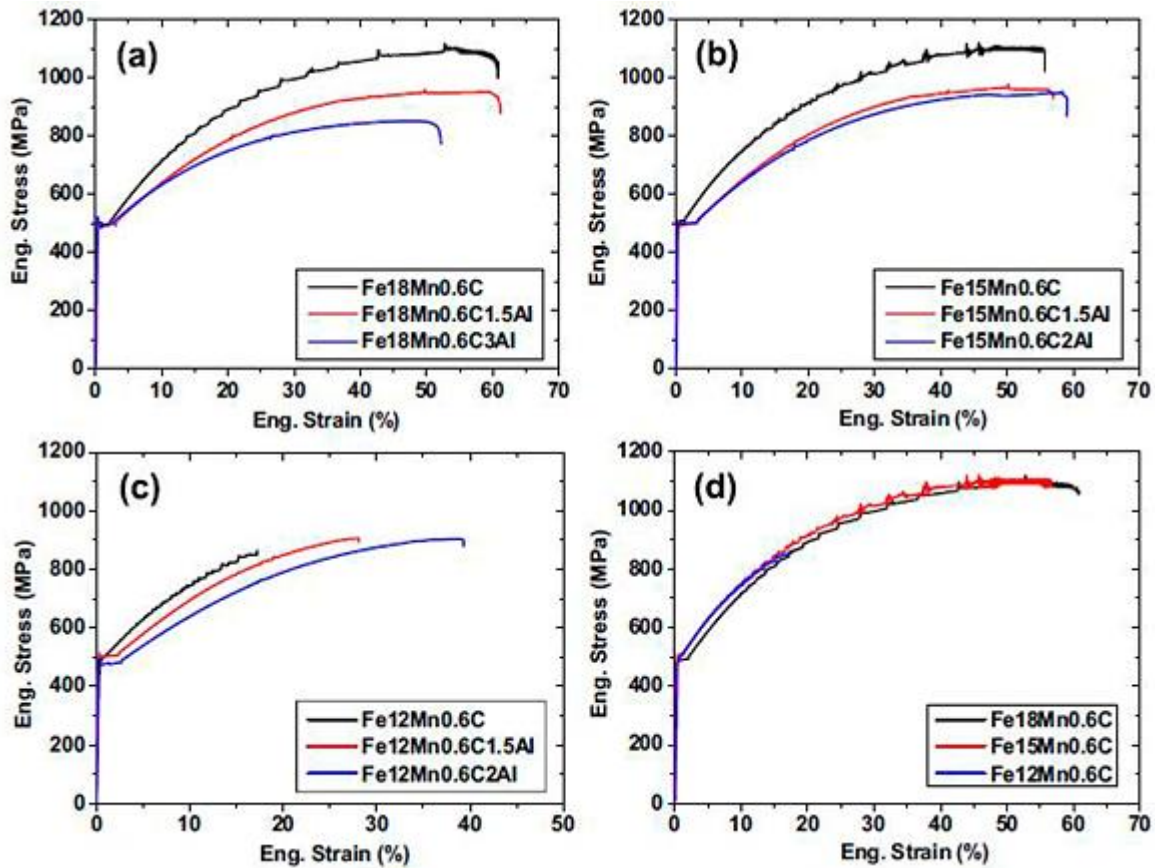 1200
1000
800
600
400
200
0
Eng. Stress (MPa)
(a)
Fe18Mn0.6C
Fe18Mn0.6C1.5Al
Fe18Mn0.6C3Al
0 10 20 30 40 50 60 70
Eng. Strain (%)
1200
1000
800
600
400
200
0
Eng. Stress (MPa)
(b)
Fe15Mn0.6C
Fe15Mn0.6C1.5Al
Fe15Mn0.6C2Al
0 10 20 30 40 50 60 70
Eng. Strain (%)
1200
1000
800
600
400
200
0
Eng. Stress (MPa)
(c)
Fe12Mn0.6C
Fe12Mn0.6C1.5Al
Fe12Mn0.6C2Al
0 10 20 30 40 50
Eng. Strain (%)
1200
1000
800
600
400
200
0
Eng. Stress (MPa)
(d)
Fe18Mn0.6C
Fe15Mn0.6C
Fe12Mn0.6C
0 10 20 30 40 50 60 70
Eng. Strain (%)